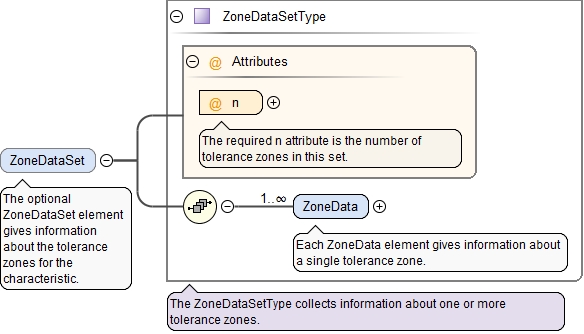 ZoneDataSetType
@ Attributes
@ n
The required n attribute is the number of
tolerance zones in this set.
ZoneDataSet
The optional
ZoneDataSet element
gives information
about the tolerance
zones for the
characteristic.
1..∞
ZoneData
Each ZoneData element gives information about
a single tolerance zone.
The ZoneDataSetType collects information about one or more
tolerance zones.